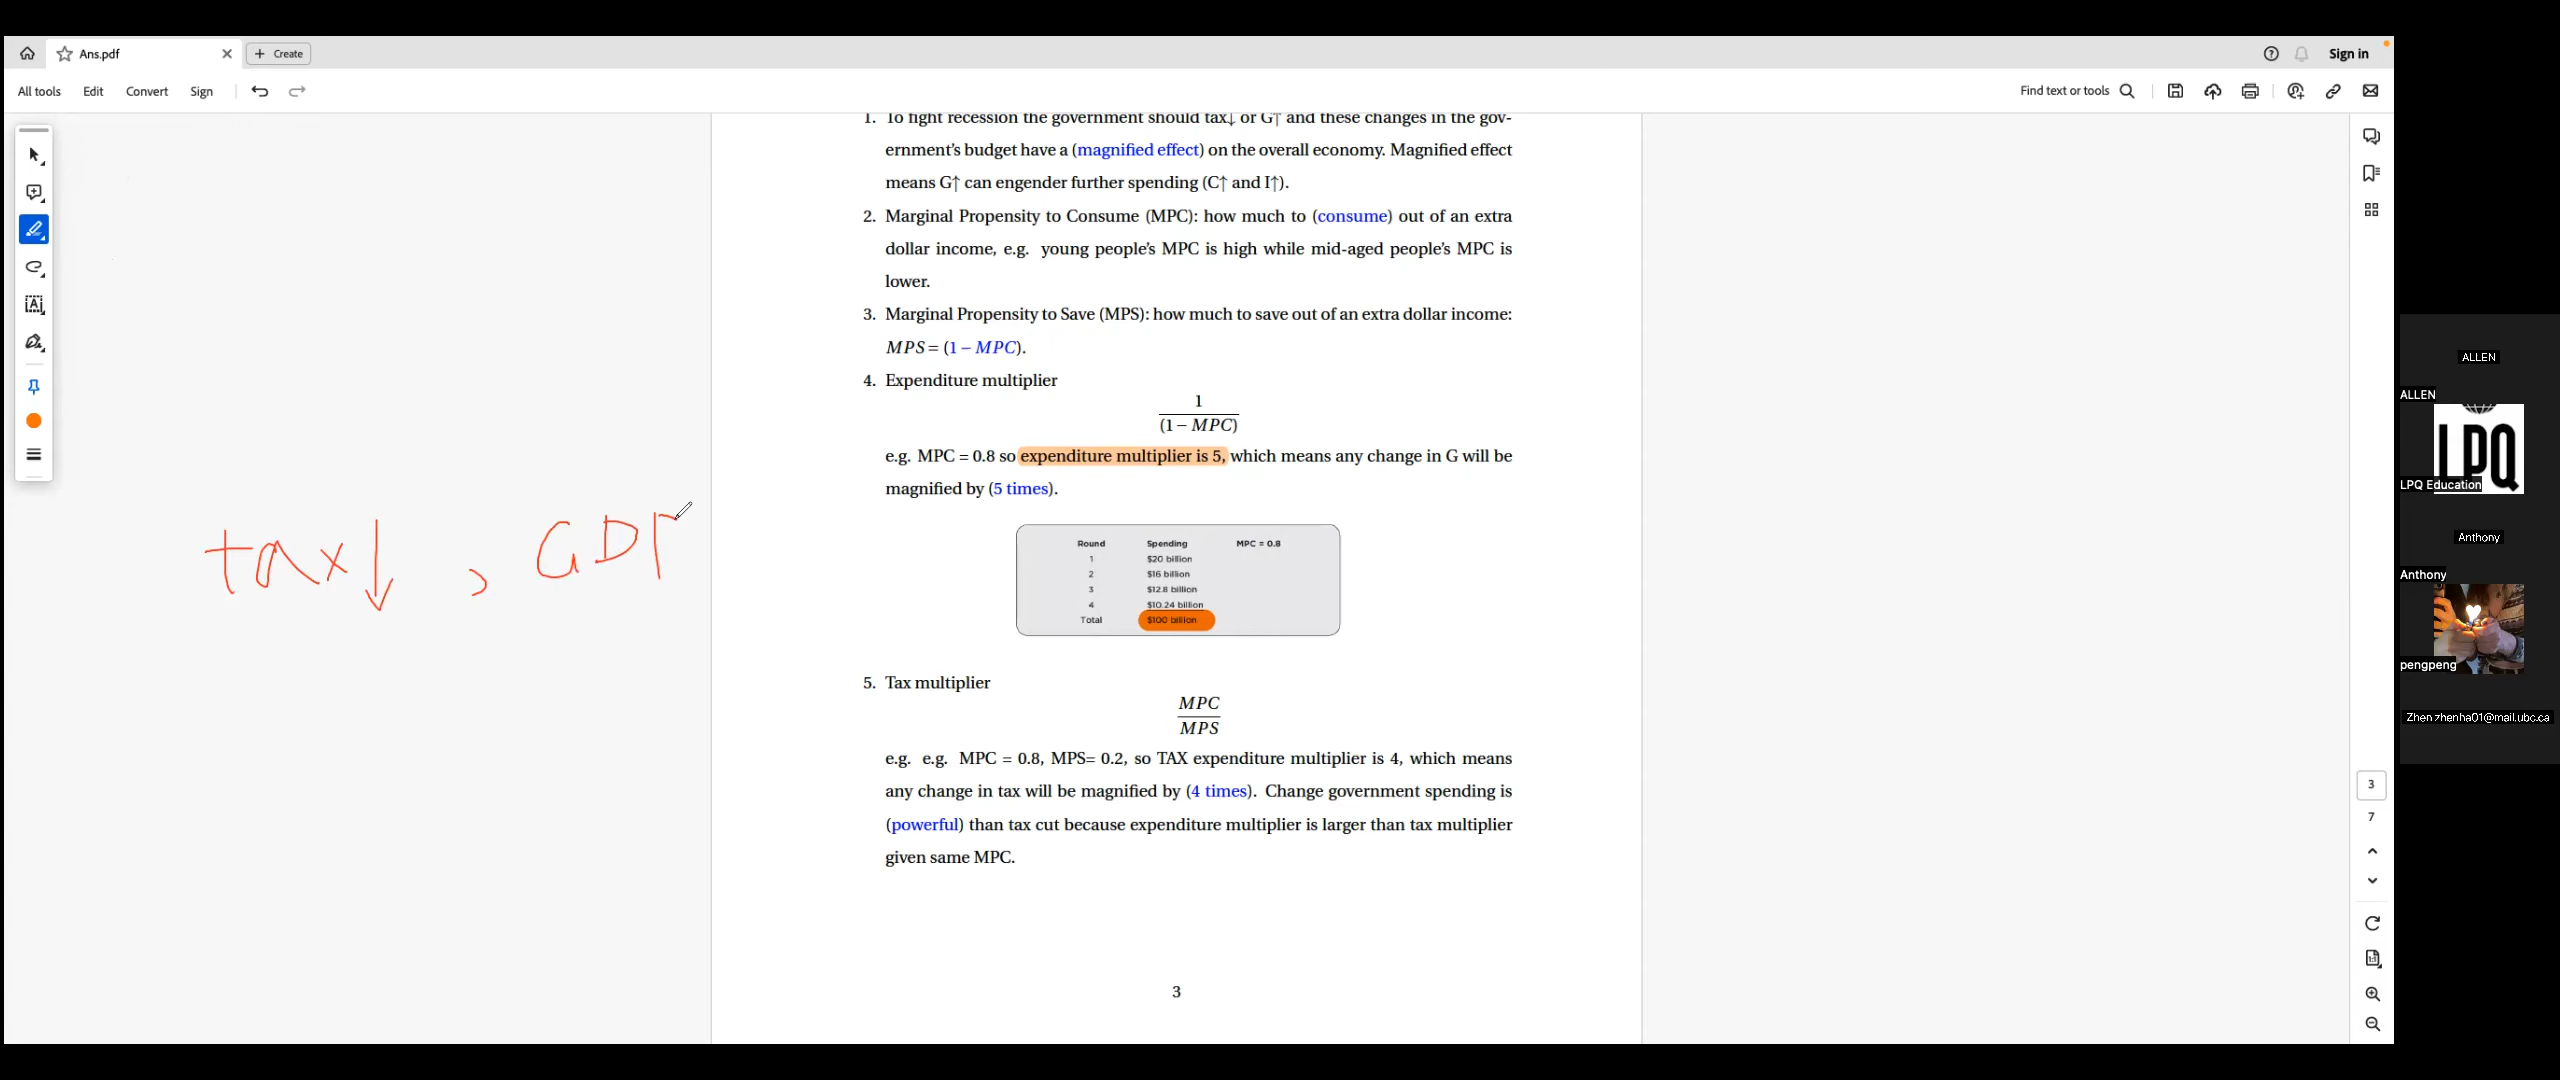 Ans.pdf
Create
Sign in
All tools Edit Convert Sign
Find text or tools
1. To fight recession the government should tax↓ or G↑ and these changes in the gov-
ernment's budget have a (magnified effect) on the overall economy. Magnified effect
means G↑ can engender further spending (C↑ and I↑).
2. Marginal Propensity to Consume (MPC): how much to (consume) out of an extra
dollar income, e.g. young people's MPC is high while mid-aged people's MPC is
lower.
3. Marginal Propensity to Save (MPS): how much to save out of an extra dollar income:
MPS = (1 − MPC).
4. Expenditure multiplier
1
(1 − MPC)
e.g. MPC = 0.8 so expenditure multiplier is 5, which means any change in G will be
magnified by (5 times).
tax↓ , GDP
Round Spending MPC = 0.8
1 $20 billion
2 $16 billion
3 $12.8 billion
4 $10.24 billion
Total $100 billion
5. Tax multiplier
MPC
MPS
e.g. e.g. MPC = 0.8, MPS= 0.2, so TAX expenditure multiplier is 4, which means
any change in tax will be magnified by (4 times). Change government spending is
(powerful) than tax cut because expenditure multiplier is larger than tax multiplier
given same MPC.
3
3
7
ALLEN
ALLEN
LPQ
LPQ Education
Anthony
Anthony
pengpeng
Zhen zhenha01@mail.ubc.ca